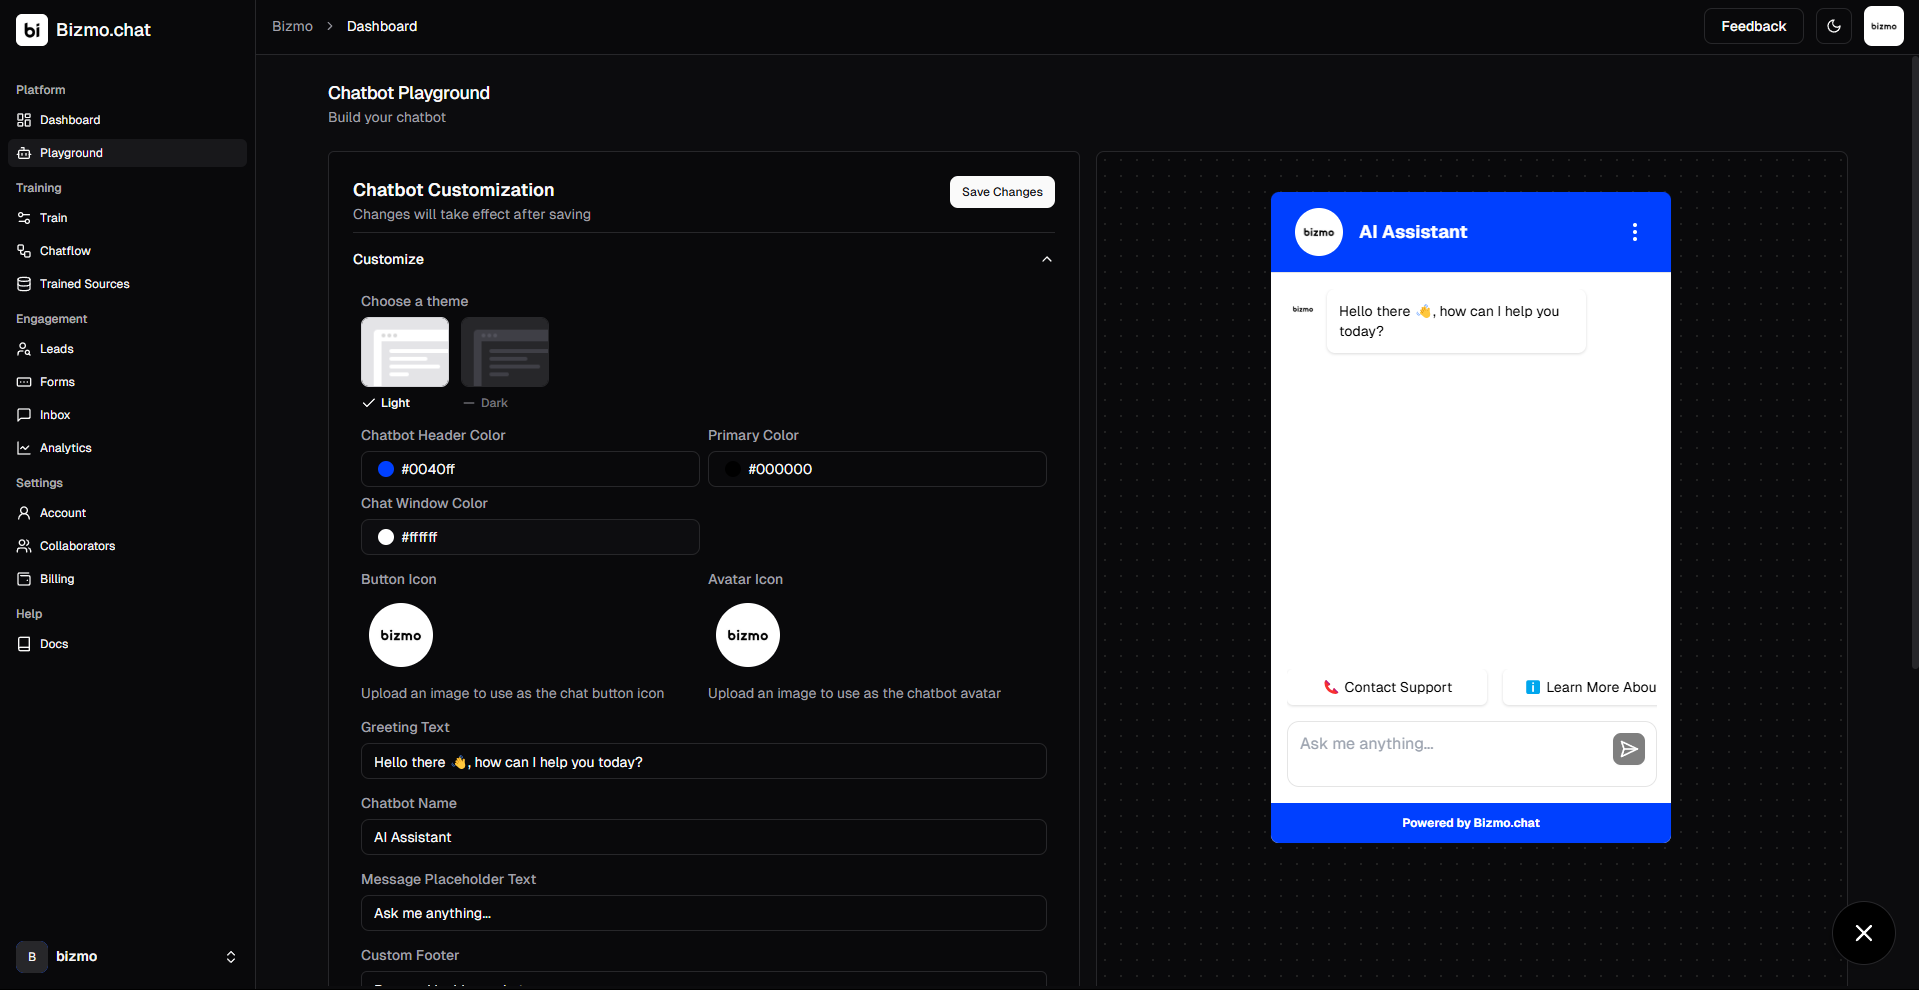 bi Bizmo.chat
Platform
Dashboard
Playground
Training
Train
Chatflow
Trained Sources
Engagement
Leads
Forms
Inbox
Analytics
Settings
Account
Collaborators
Billing
Help
Docs
B bizmo
Bizmo > Dashboard
Feedback
bizmo
Chatbot Playground
Build your chatbot
Chatbot Customization
Save Changes
Changes will take effect after saving
Customize
Choose a theme
Light Dark
Chatbot Header Color Primary Color
#0040ff #000000
Chat Window Color
#ffffff
Button Icon Avatar Icon
bizmo bizmo
Upload an image to use as the chat button icon Upload an image to use as the chatbot avatar
Greeting Text
Hello there 👋, how can I help you today?
Chatbot Name
AI Assistant
Message Placeholder Text
Ask me anything...
Custom Footer
bizmo AI Assistant
bizmo
Hello there 👋, how can I help you
today?
📞 Contact Support ℹ️ Learn More Abou
Ask me anything...
Powered by Bizmo.chat